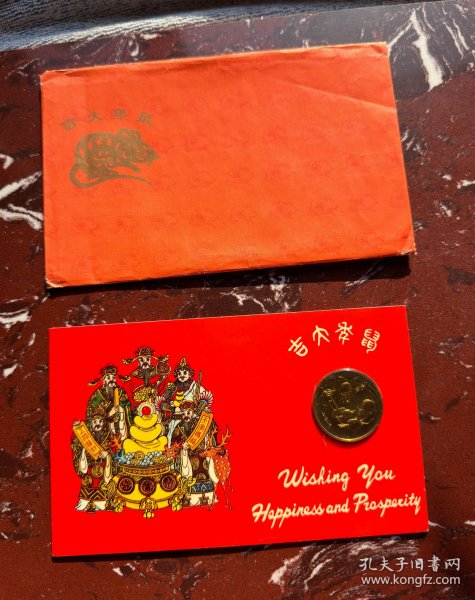 吉大年鼠
吉大年鼠
Wishing You
Happiness and Prosperity
孔夫子旧书网
www.kongfz.com